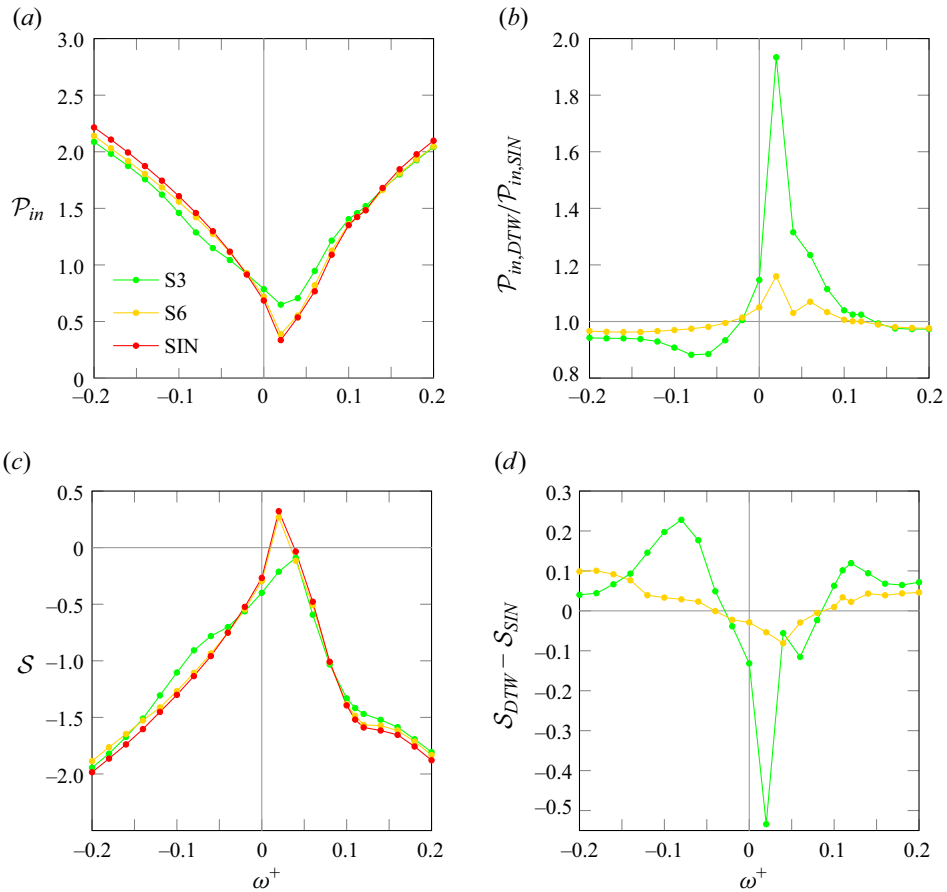 (a)
3.0
2.5
2.0
1.5
1.0
0.5
0
𝒫in
S3
S6
SIN
−0.2 −0.1 0 0.1 0.2
(b)
2.0
1.8
1.6
1.4
1.2
1.0
0.8
𝒫in,DTW/𝒫in,SIN
−0.2 −0.1 0 0.1 0.2
(c)
0.5
0
−0.5
−1.0
−1.5
−2.0
𝒮
−0.2 −0.1 0 0.1 0.2
ω+
(d)
0.3
0.2
0.1
0
−0.1
−0.2
−0.3
−0.4
−0.5
𝒮DTW − 𝒮SIN
−0.2 −0.1 0 0.1 0.2
ω+